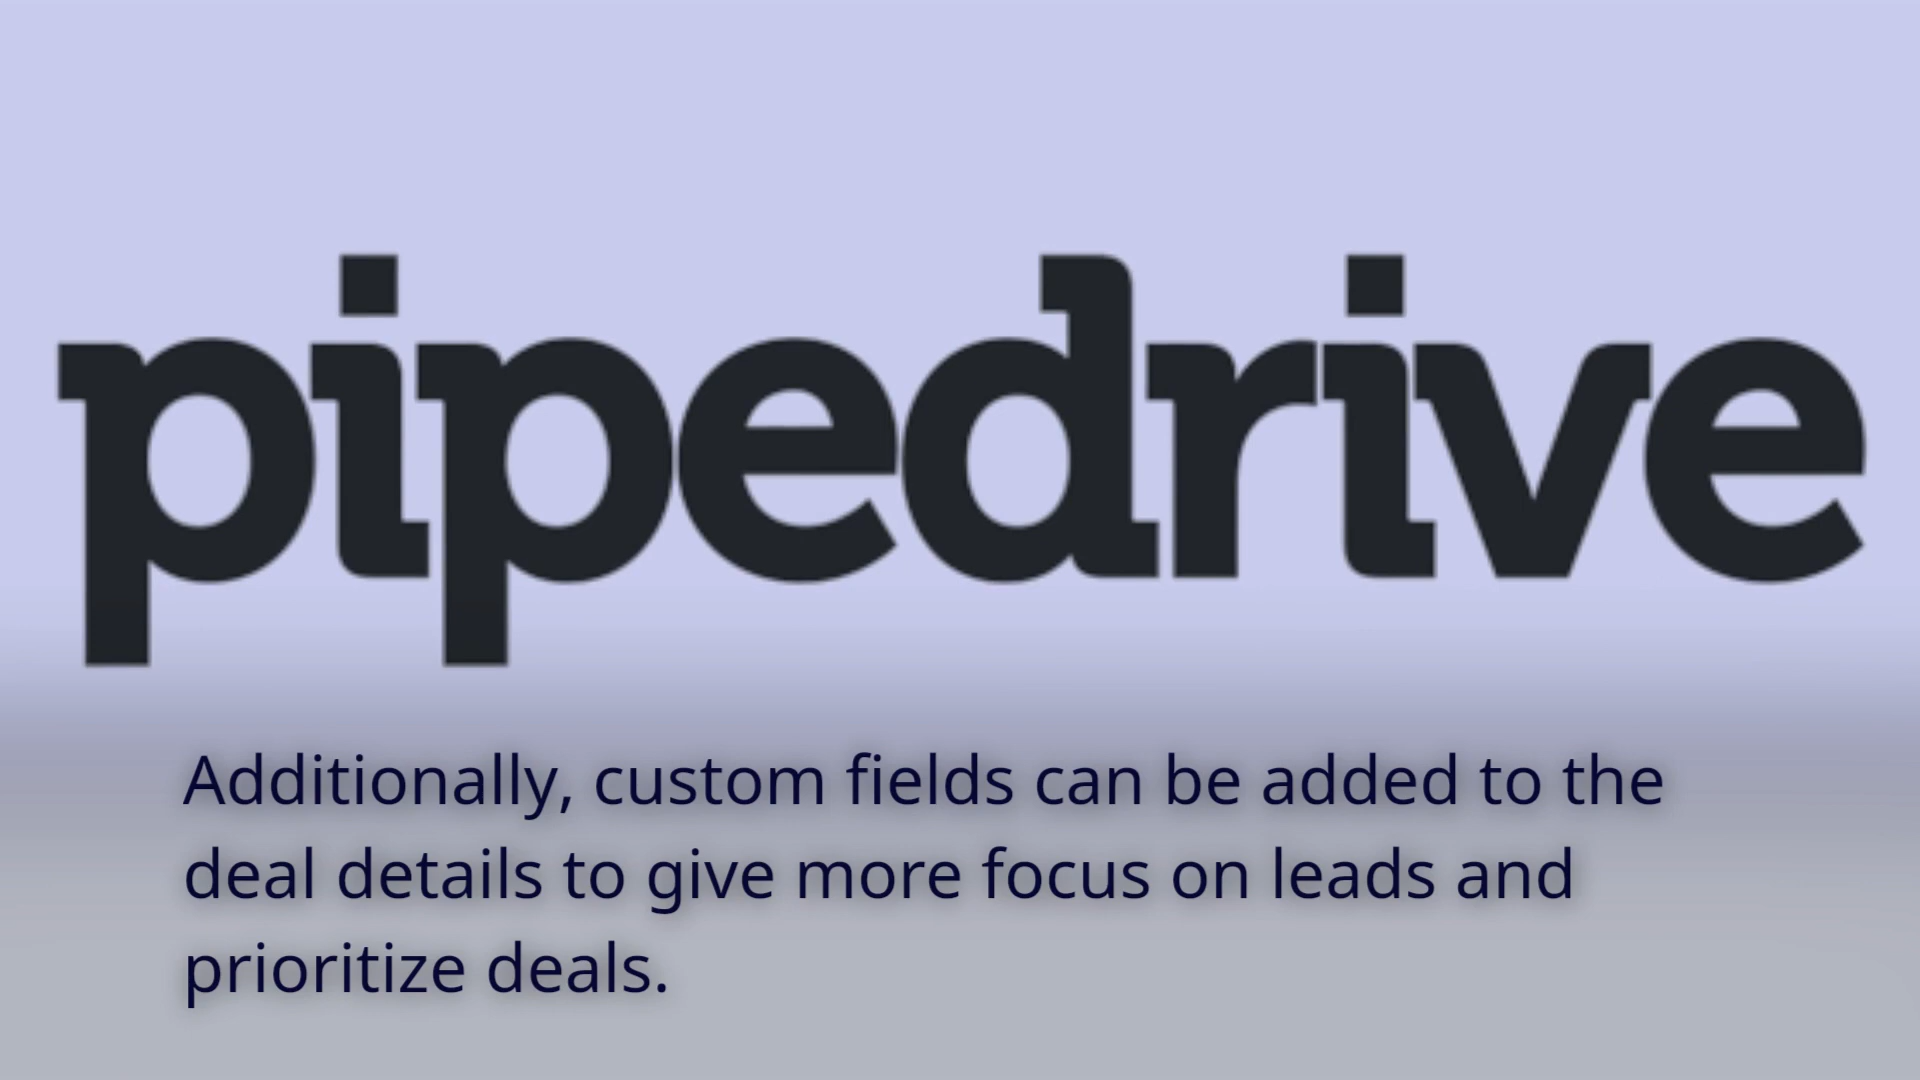 pipedrive
Additionally, custom fields can be added to the
deal details to give more focus on leads and
prioritize deals.